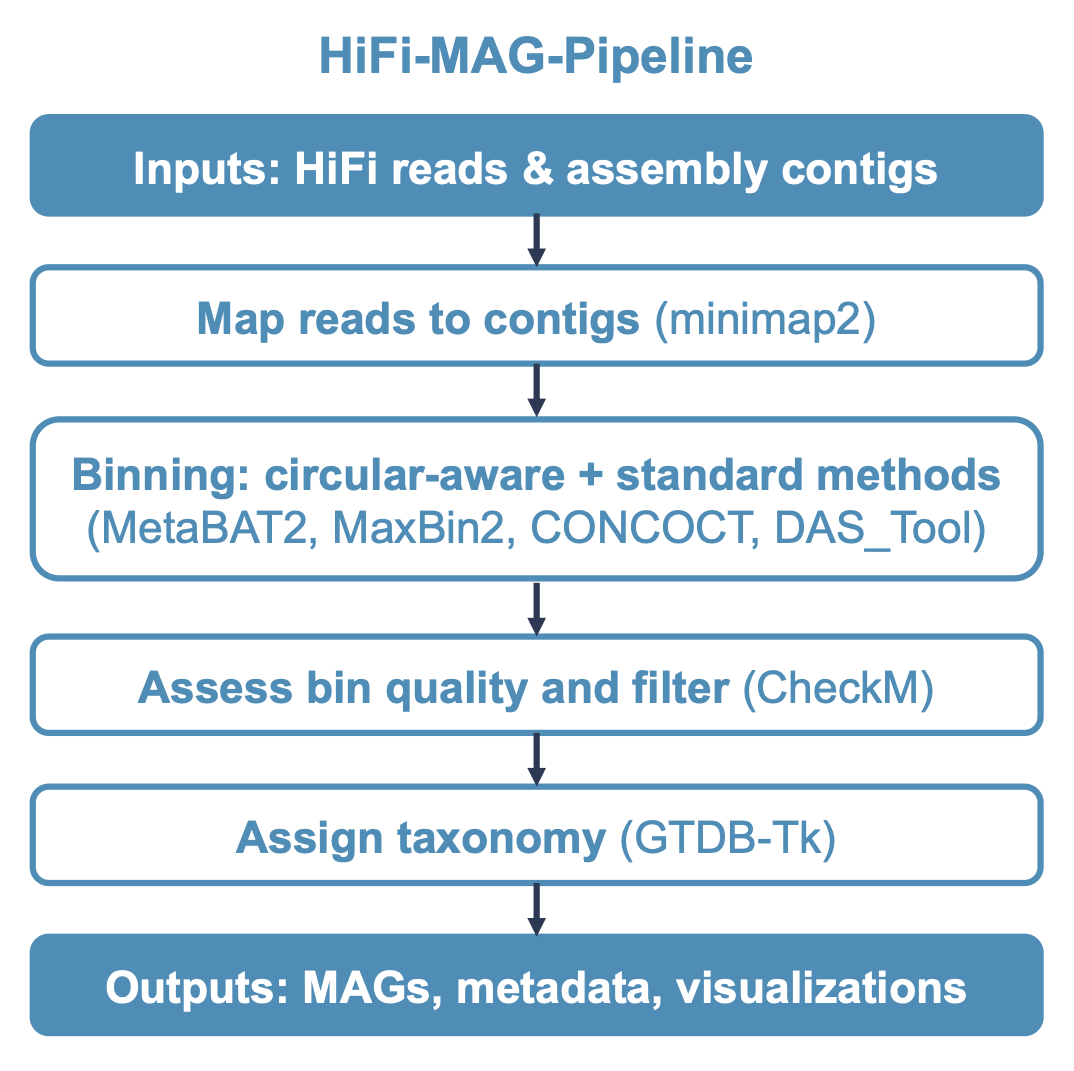 HiFi-MAG-Pipeline
Inputs: HiFi reads & assembly contigs
Map reads to contigs (minimap2)
Binning: circular-aware + standard methods
(MetaBAT2, MaxBin2, CONCOCT, DAS_Tool)
Assess bin quality and filter (CheckM)
Assign taxonomy (GTDB-Tk)
Outputs: MAGs, metadata, visualizations